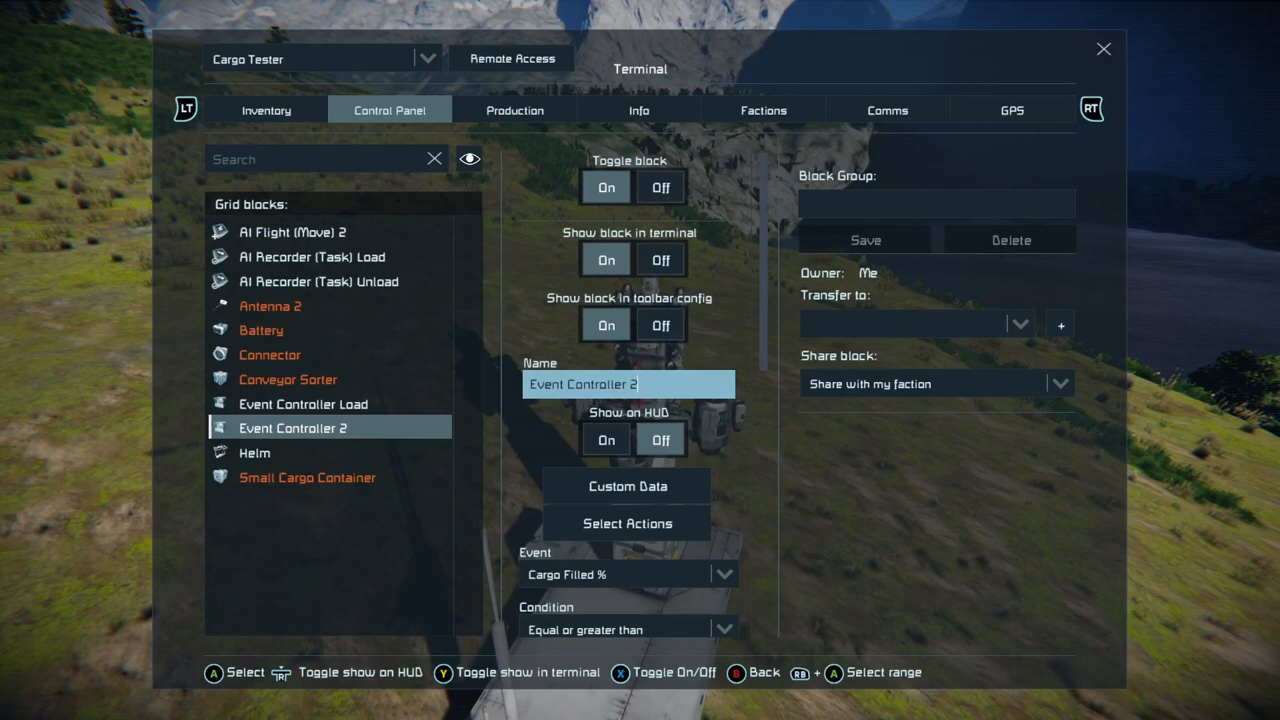 Cargo Tester
Remote Access
Terminal
LT
Inventory
Control Panel
Production
Info
Factions
Comms
GPS
RT
Search
Grid blocks:
AI Flight (Move) 2
AI Recorder (Task) Load
AI Recorder (Task) Unload
Antenna 2
Battery
Connector
Conveyor Sorter
Event Controller Load
Event Controller 2
Helm
Small Cargo Container
Toggle block
On Off
Show block in terminal
On Off
Show block in toolbar config
On Off
Name
Event Controller 2
Show on HUD
On Off
Custom Data
Select Actions
Event
Cargo Filled %
Condition
Equal or greater than
Block Group:
Save Delete
Owner: Me
Transfer to:
+
Share block:
Share with my faction
A Select R Toggle show on HUD Y Toggle show in terminal X Toggle On/Off B Back RB + A Select range